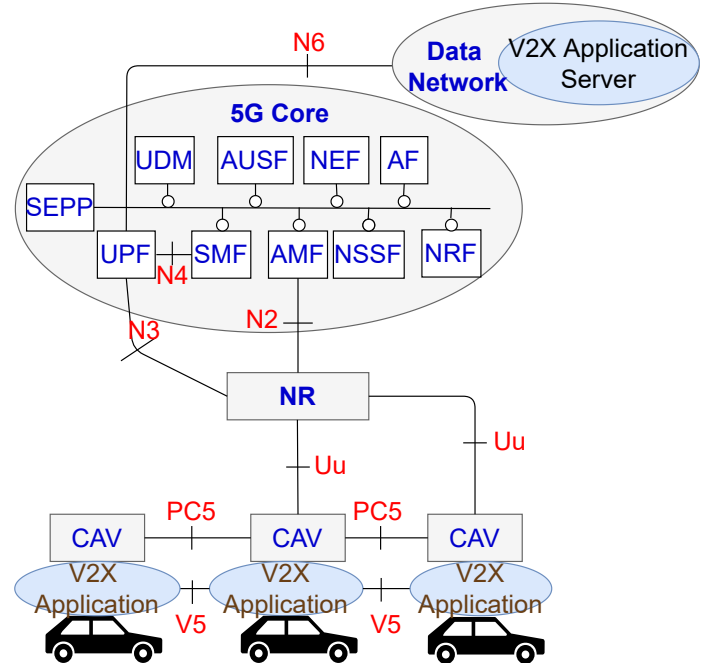 N6
Data
Network
V2X Application
Server
5G Core
UDM
AUSF
NEF
AF
SEPP
UPF
N4
SMF
AMF
NSSF
NRF
N3
N2
NR
Uu
Uu
PC5
PC5
CAV
CAV
CAV
V2X
Application
V2X
Application
V2X
Application
V5
V5